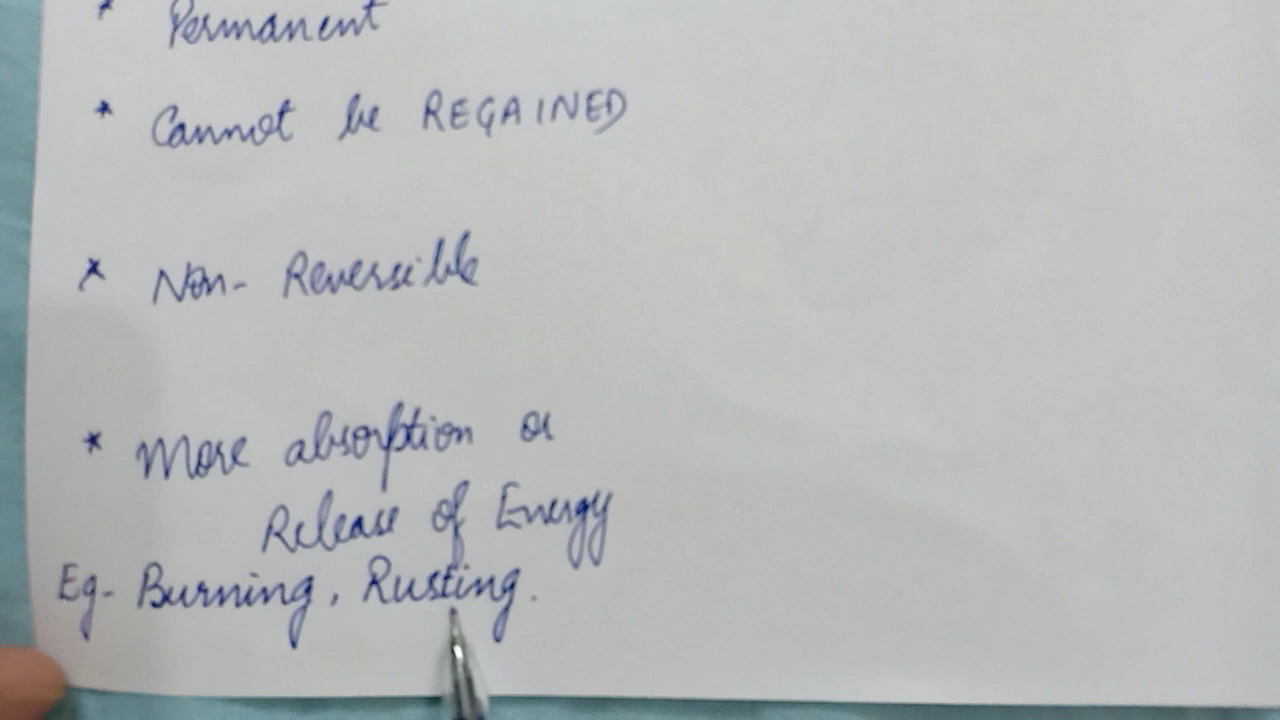 * Permanent
* Cannot be REGAINED
* Non- Reversible
* More absorption or
Release of Energy
Eg- Burning, Rusting.